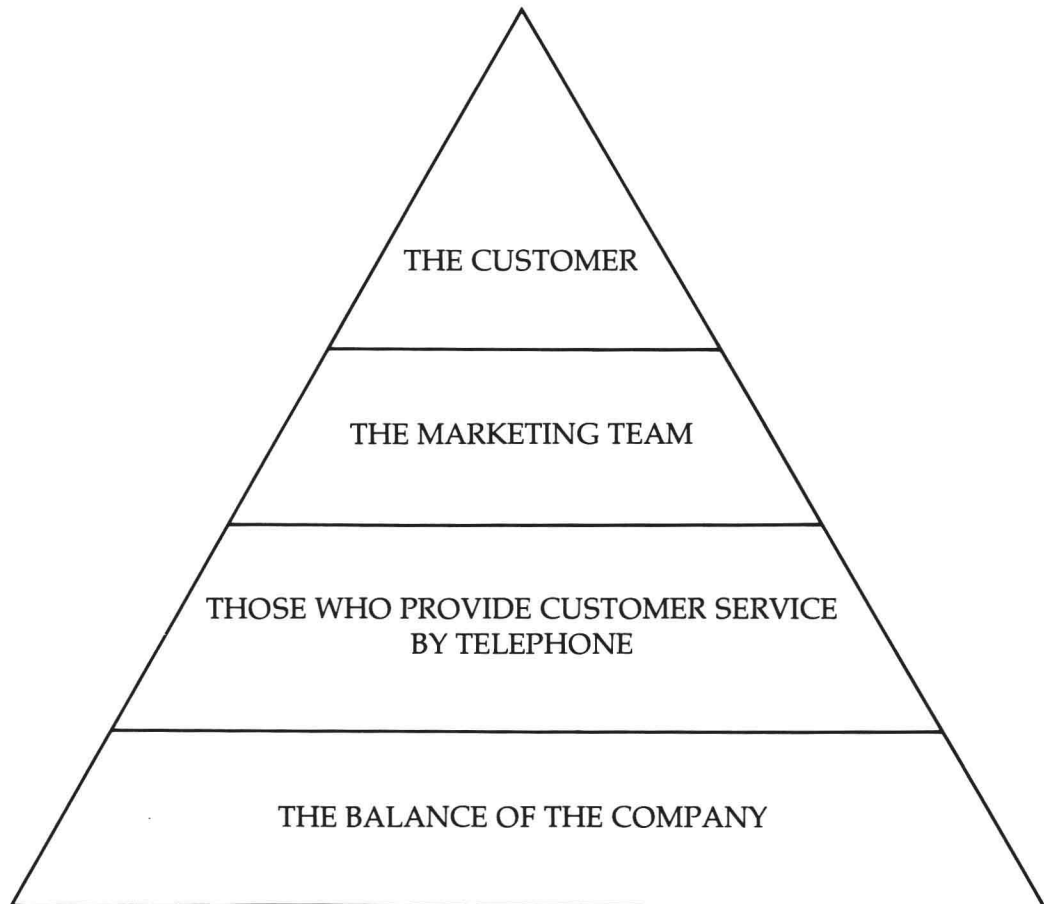 THE CUSTOMER
THE MARKETING TEAM
THOSE WHO PROVIDE CUSTOMER SERVICE
BY TELEPHONE
THE BALANCE OF THE COMPANY